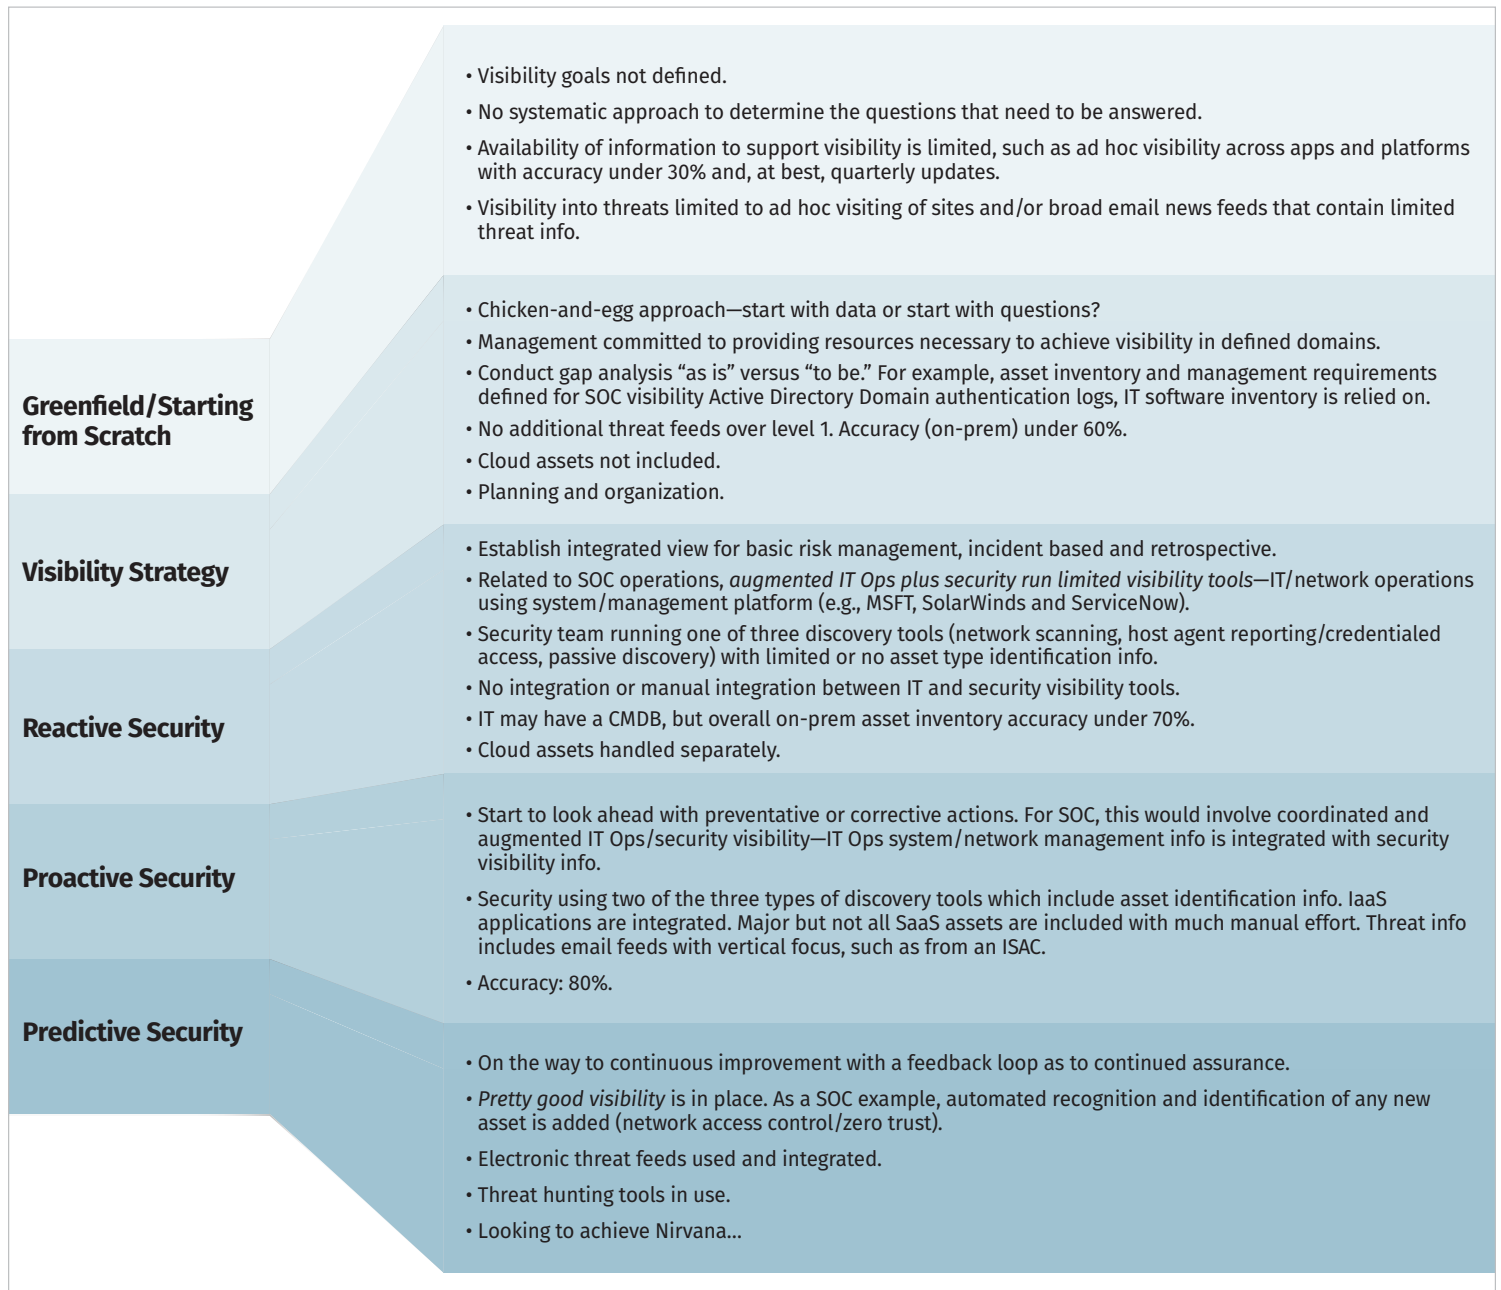 • Visibility goals not defined.
• No systematic approach to determine the questions that need to be answered.
• Availability of information to support visibility is limited, such as ad hoc visibility across apps and platforms
with accuracy under 30% and, at best, quarterly updates.
• Visibility into threats limited to ad hoc visiting of sites and/or broad email news feeds that contain limited
threat info.
Greenfield/Starting
from Scratch
• Chicken-and-egg approach—start with data or start with questions?
• Management committed to providing resources necessary to achieve visibility in defined domains.
• Conduct gap analysis “as is” versus “to be.” For example, asset inventory and management requirements
defined for SOC visibility Active Directory Domain authentication logs, IT software inventory is relied on.
• No additional threat feeds over level 1. Accuracy (on-prem) under 60%.
• Cloud assets not included.
• Planning and organization.
Visibility Strategy
• Establish integrated view for basic risk management, incident based and retrospective.
• Related to SOC operations, augmented IT Ops plus security run limited visibility tools—IT/network operations
using system/management platform (e.g., MSFT, SolarWinds and ServiceNow).
• Security team running one of three discovery tools (network scanning, host agent reporting/credentialed
access, passive discovery) with limited or no asset type identification info.
• No integration or manual integration between IT and security visibility tools.
• IT may have a CMDB, but overall on-prem asset inventory accuracy under 70%.
• Cloud assets handled separately.
Reactive Security
• Start to look ahead with preventative or corrective actions. For SOC, this would involve coordinated and
augmented IT Ops/security visibility—IT Ops system/network management info is integrated with security
visibility info.
• Security using two of the three types of discovery tools which include asset identification info. IaaS
applications are integrated. Major but not all SaaS assets are included with much manual effort. Threat info
includes email feeds with vertical focus, such as from an ISAC.
• Accuracy: 80%.
Proactive Security
• On the way to continuous improvement with a feedback loop as to continued assurance.
• Pretty good visibility is in place. As a SOC example, automated recognition and identification of any new
asset is added (network access control/zero trust).
• Electronic threat feeds used and integrated.
• Threat hunting tools in use.
• Looking to achieve Nirvana...
Predictive Security